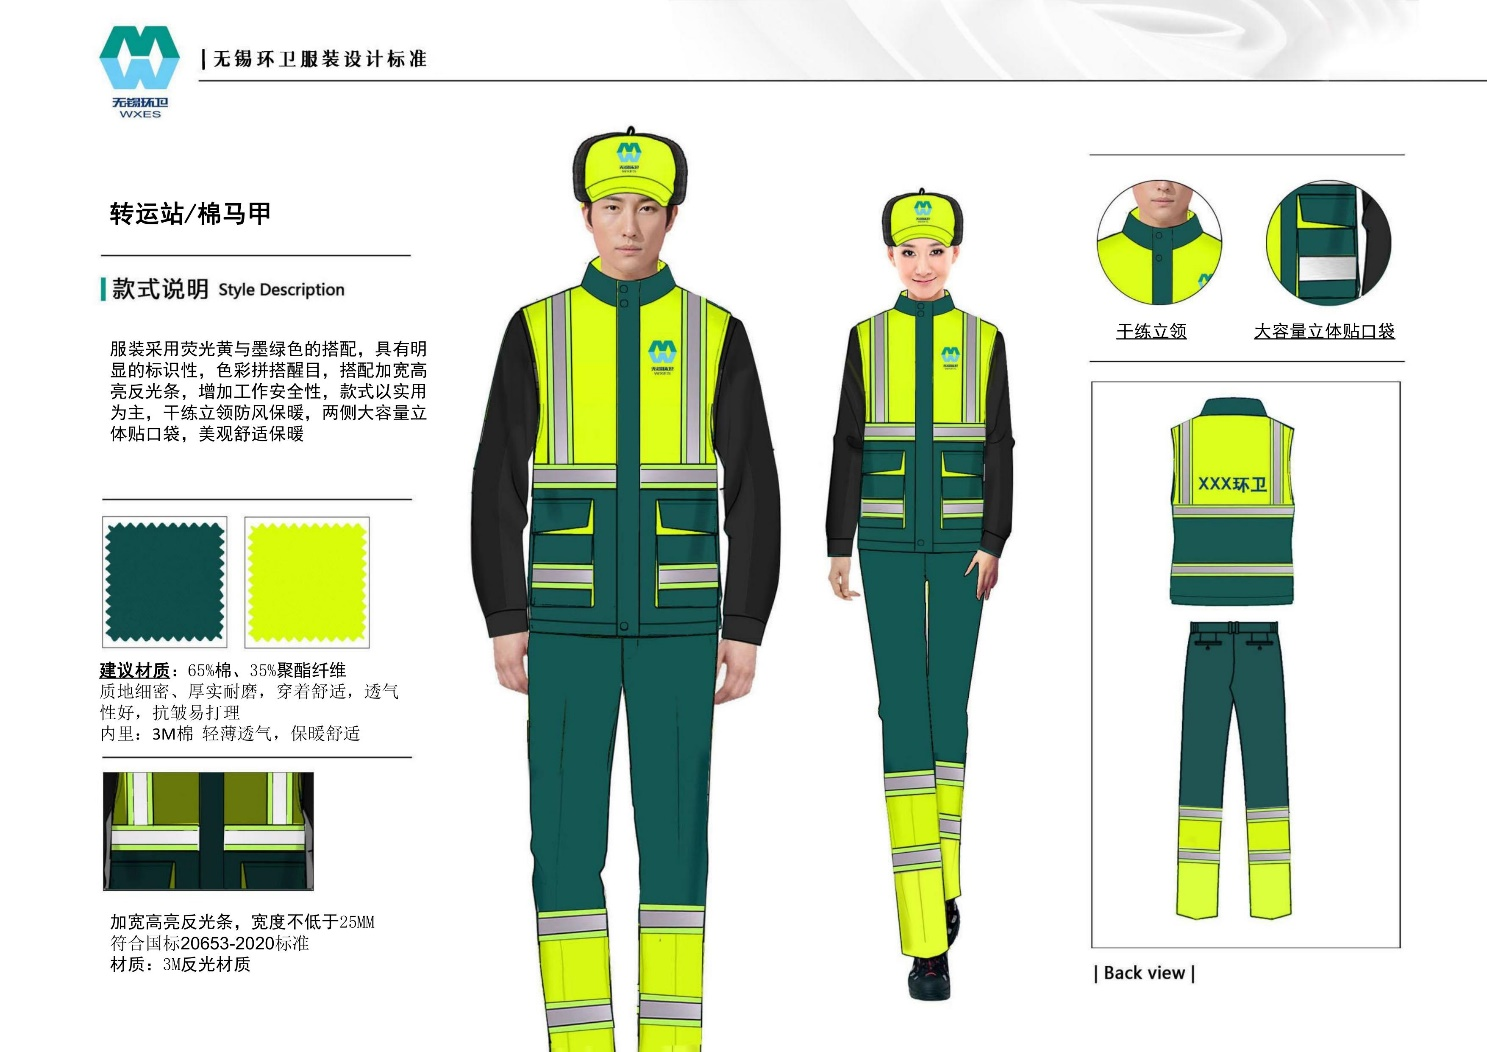 无锡环卫服装设计标准
无锡环卫
WXES
转运站/棉马甲
款式说明 Style Description
服装采用荧光黄与墨绿色的搭配，具有明
显的标识性，色彩拼搭醒目，搭配加宽高
亮反光条，增加工作安全性，款式以实用
为主，干练立领防风保暖，两侧大容量立
体贴口袋，美观舒适保暖
建议材质：65%棉、35%聚酯纤维
质地细密、厚实耐磨，穿着舒适，透气
性好，抗皱易打理
内里：3M棉 轻薄透气，保暖舒适
加宽高亮反光条，宽度不低于25MM
符合国标20653-2020标准
材质：3M反光材质
干练立领
大容量立体贴口袋
XXX环卫
| Back view |